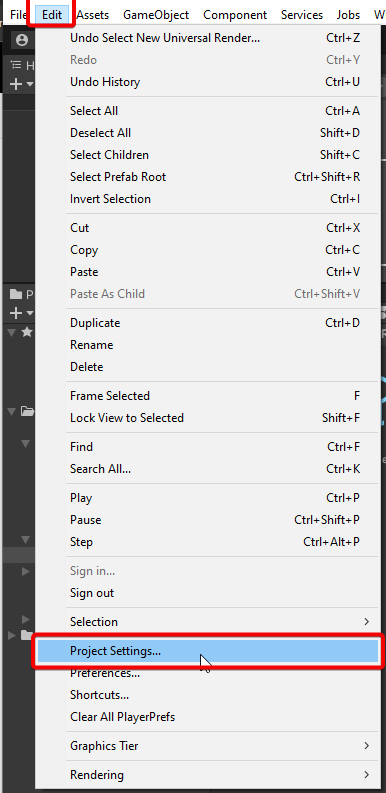 File Edit Assets GameObject Component Services Jobs W
H
Undo Select New Universal Render... Ctrl+Z
Redo Ctrl+Y
Undo History Ctrl+U
Select All Ctrl+A
Deselect All Shift+D
Select Children Shift+C
Select Prefab Root Ctrl+Shift+R
Invert Selection Ctrl+I
Cut Ctrl+X
Copy Ctrl+C
Paste Ctrl+V
Paste As Child Ctrl+Shift+V
P
Duplicate Ctrl+D
Rename
Delete
Frame Selected F
Lock View to Selected Shift+F
Find Ctrl+F
Search All... Ctrl+K
Play Ctrl+P
Pause Ctrl+Shift+P
Step Ctrl+Alt+P
Sign in...
Sign out
Selection >
Project Settings...
Preferences...
Shortcuts...
Clear All PlayerPrefs
Graphics Tier >
Rendering >